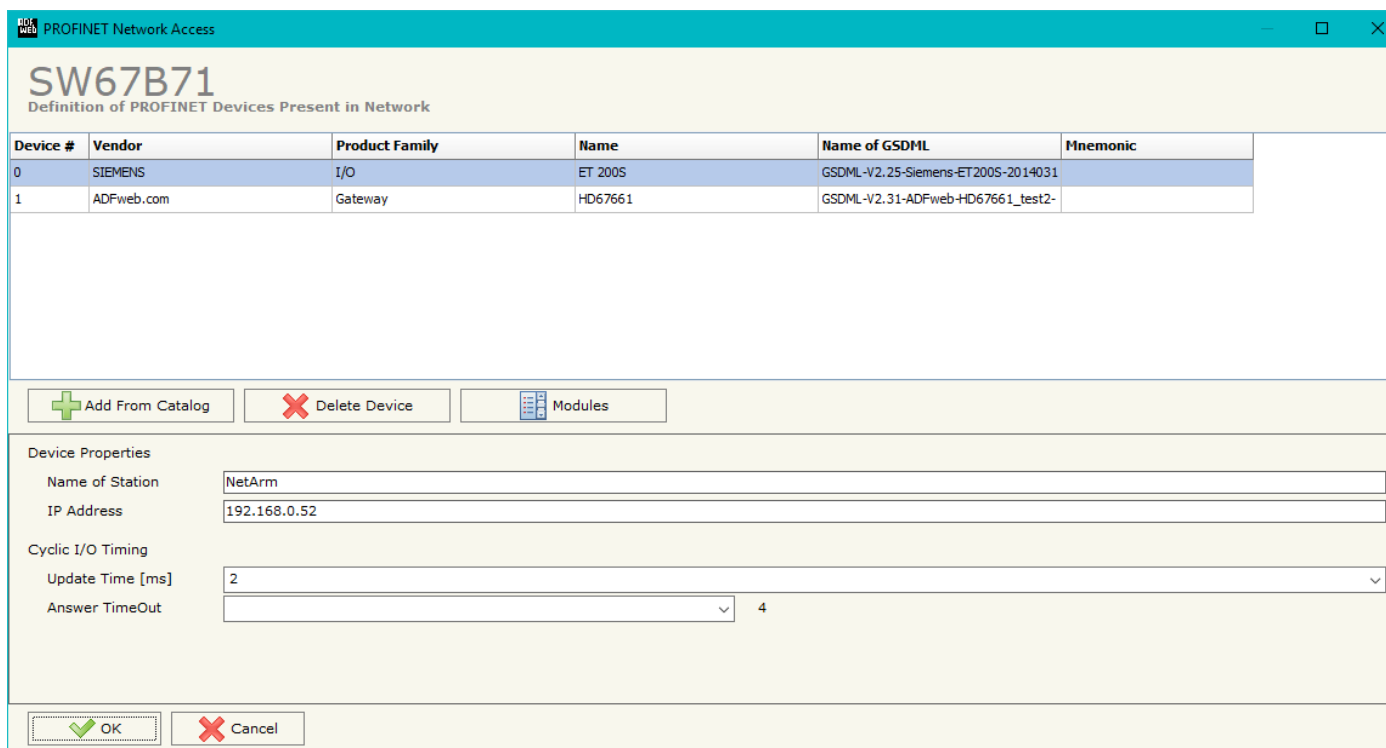 ADF WEB PROFINET Network Access
SW67B71
Definition of PROFINET Devices Present in Network
Device # Vendor Product Family Name Name of GSDML Mnemonic
0 SIEMENS I/O ET 200S GSDML-V2.25-Siemens-ET200S-2014031
1 ADFweb.com Gateway HD67661 GSDML-V2.31-ADFweb-HD67661_test2-
Add From Catalog Delete Device Modules
Device Properties
Name of Station NetArm
IP Address 192.168.0.52
Cyclic I/O Timing
Update Time [ms] 2
Answer TimeOut 4
OK Cancel